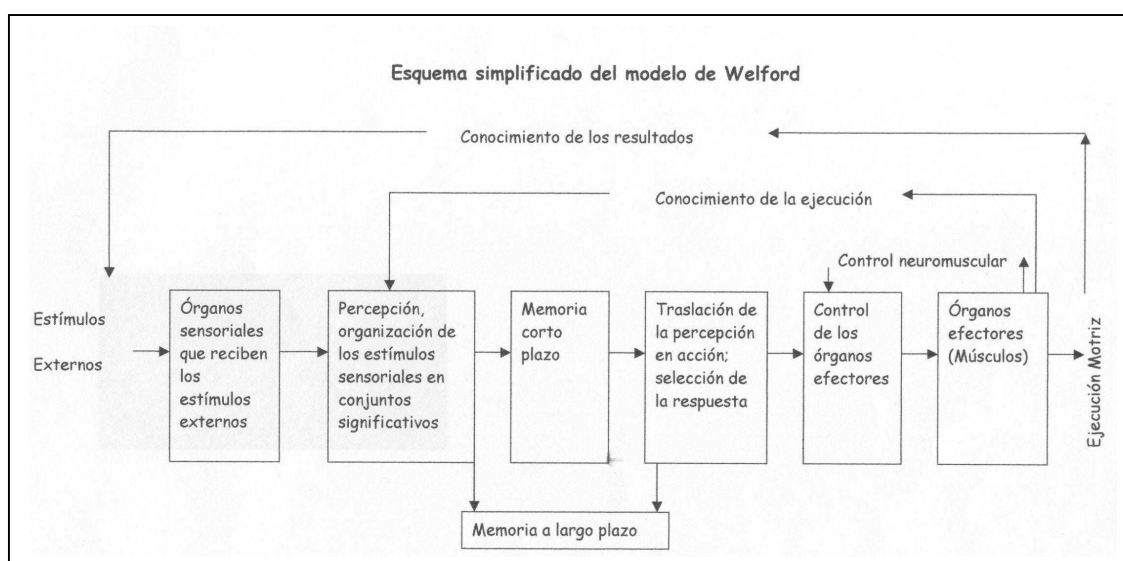 Esquema simplificado del modelo de Welford
Conocimiento de los resultados
Conocimiento de la ejecución
Control neuromuscular
Estímulos
Externos
Órganos
sensoriales
que reciben
los
estímulos
externos
Percepción,
organización de
los estímulos
sensoriales en
conjuntos
significativos
Memoria
corto
plazo
Traslación de
la percepción
en acción;
selección de
la respuesta
Control
de los
órganos
efectores
Órganos
efectores
(Músculos)
Ejecución Motriz
Memoria a largo plazo